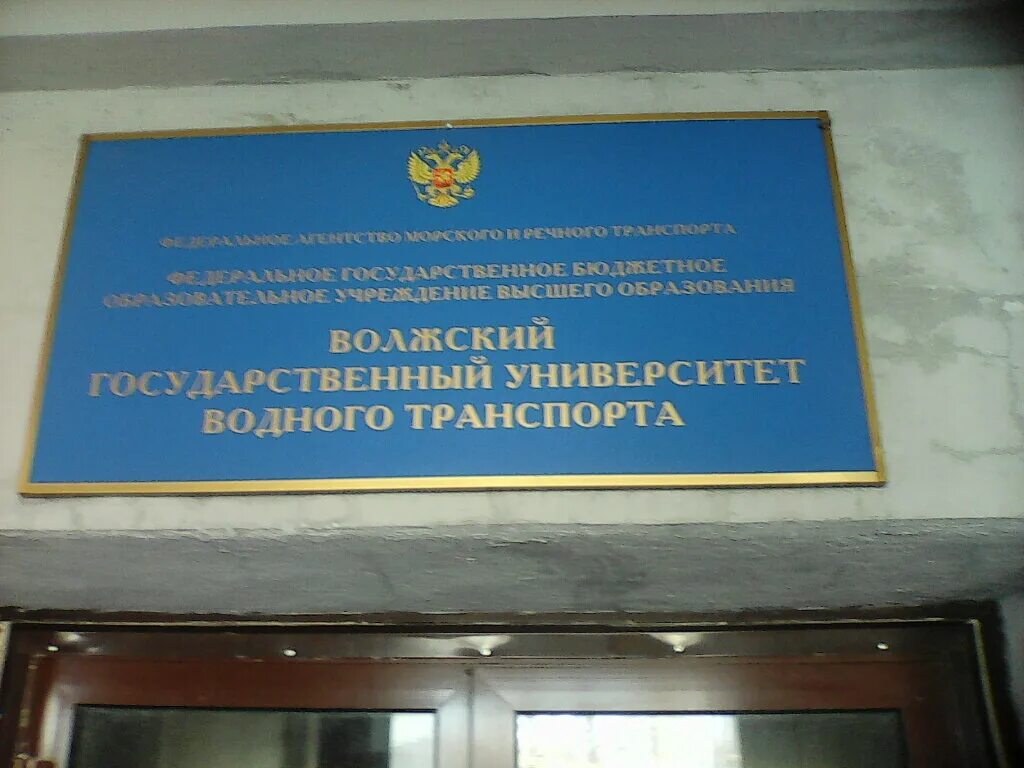 ФЕДЕРАЛЬНОЕ АГЕНТСТВО МОРСКОГО И РЕЧНОГО ТРАНСПОРТА
ФЕДЕРАЛЬНОЕ ГОСУДАРСТВЕННОЕ БЮДЖЕТНОЕ
ОБРАЗОВАТЕЛЬНОЕ УЧРЕЖДЕНИЕ ВЫСШЕГО ОБРАЗОВАНИЯ
ВОЛЖСКИЙ
ГОСУДАРСТВЕННЫЙ УНИВЕРСИТЕТ
ВОДНОГО ТРАНСПОРТА